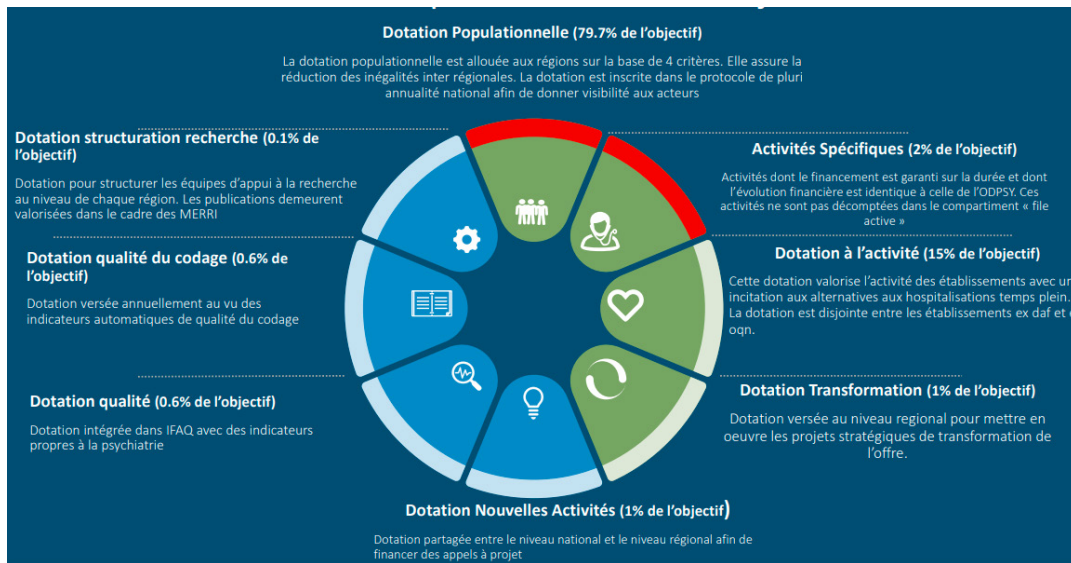 Dotation Populationnelle (79.7% de l'objectif)
La dotation populationnelle est allouée aux régions sur la base de 4 critères. Elle assure la
réduction des inégalités inter régionales. La dotation est inscrite dans le protocole de pluri
annualité national afin de donner visibilité aux acteurs
Dotation structuration recherche (0.1% de
l'objectif)
Dotation pour structurer les équipes d'appui à la recherche
au niveau de chaque région. Les publications demeurent
valorisées dans le cadre des MERRI
Activités Spécifiques (2% de l'objectif)
Activités dont le financement est garanti sur la durée et dont
l'évolution financière est identique à celle de l'ODPSY. Ces
activités ne sont pas décomptées dans le compartiment « file
active »
Dotation qualité du codage (0.6% de
l'objectif)
Dotation versée annuellement au vu des
indicateurs automatiques de qualité du codage
Dotation à l'activité (15% de l'objectif)
Cette dotation valorise l'activité des établissements avec un
incitation aux alternatives aux hospitalisations temps plein.
La dotation est disjointe entre les établissements ex daf et
oqn.
Dotation qualité (0.6% de l'objectif)
Dotation intégrée dans IFAQ avec des indicateurs
propres à la psychiatrie
Dotation Transformation (1% de l'objectif)
Dotation versée au niveau regional pour mettre en
oeuvre les projets stratégiques de transformation de
l'offre.
Dotation Nouvelles Activités (1% de l'objectif)
Dotation partagée entre le niveau national et le niveau régional afin de
financer des appels à projet